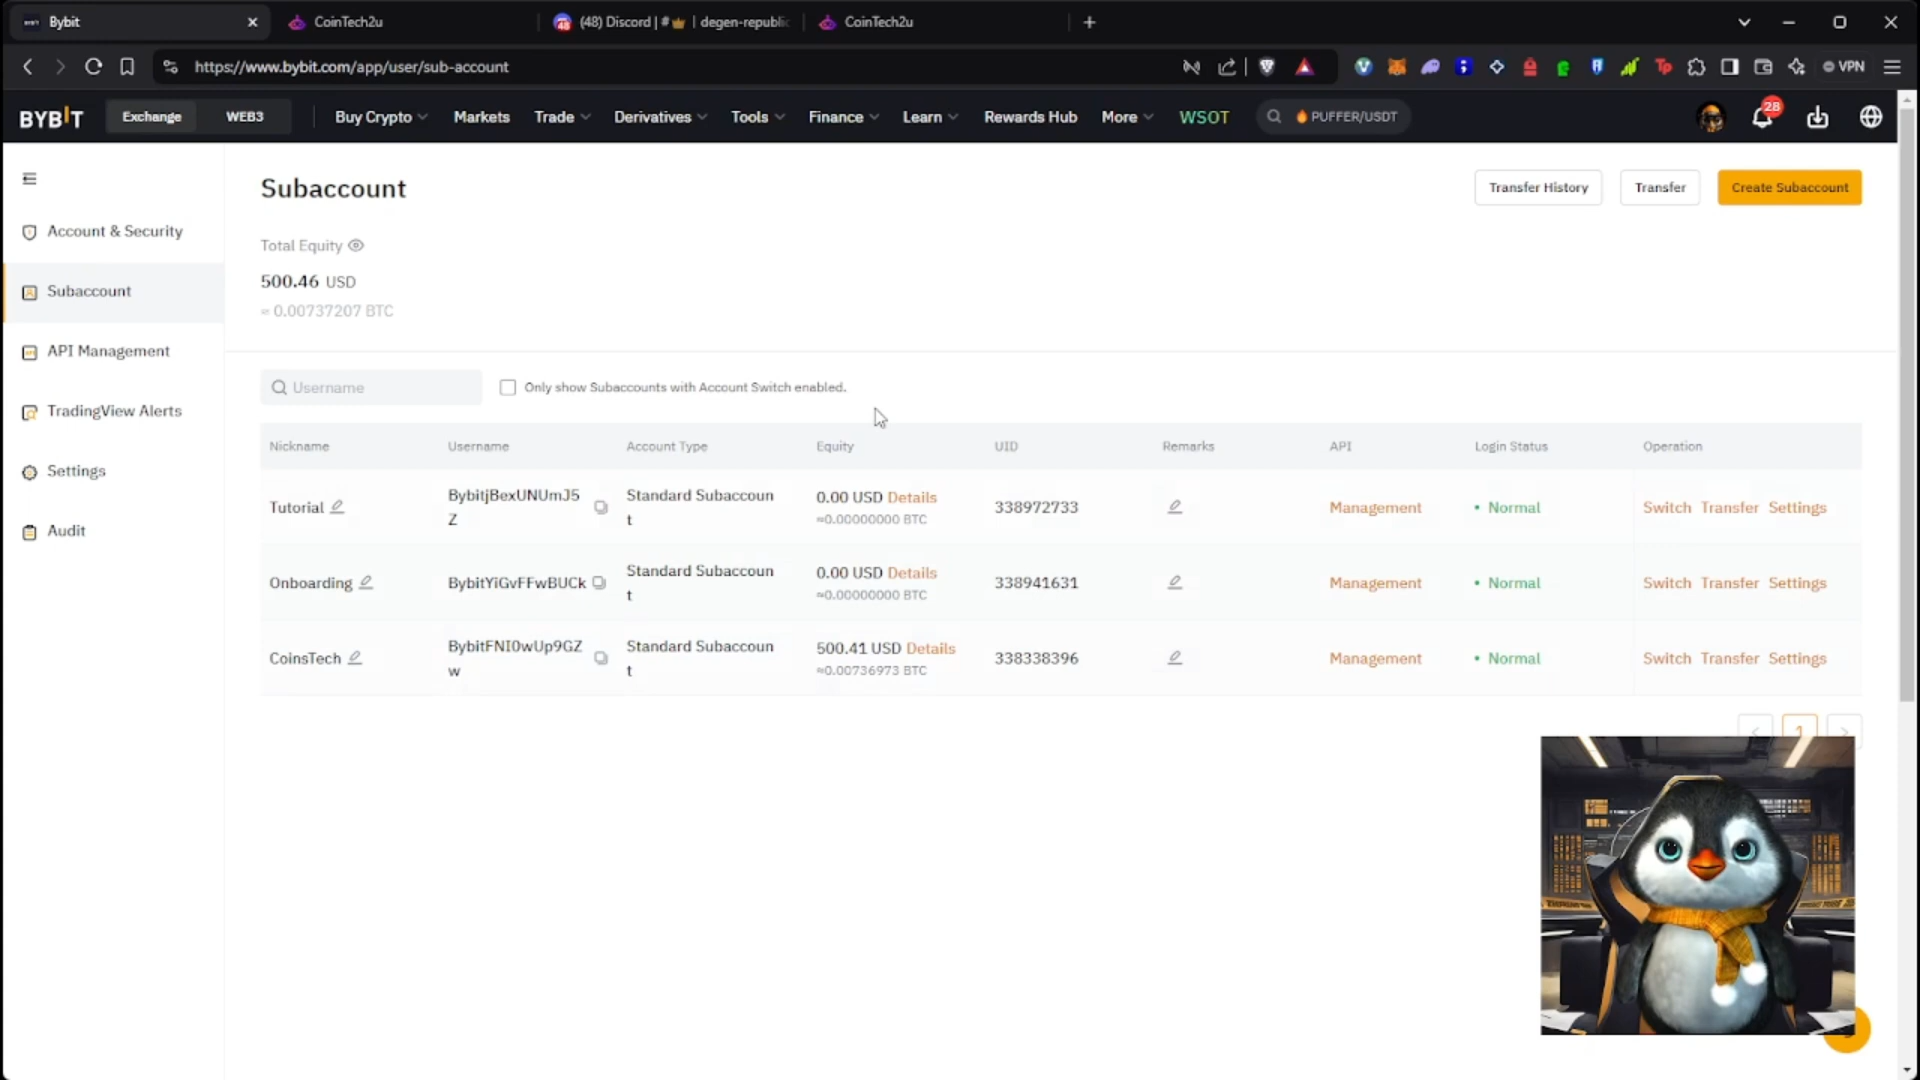 Bybit
CoinTech2u
(48) Discord | #👑 | degen-republic
CoinTech2u
https://www.bybit.com/app/user/sub-account
VPN
BYBIT
Exchange
WEB3
Buy Crypto
Markets
Trade
Derivatives
Tools
Finance
Learn
Rewards Hub
More
WSOT
🔥 PUFFER/USDT
28
Account & Security
Subaccount
API Management
TradingView Alerts
Settings
Audit
Subaccount
Transfer History
Transfer
Create Subaccount
Total Equity
500.46 USD
≈ 0.00737207 BTC
Username
Only show Subaccounts with Account Switch enabled.
Nickname Username Account Type Equity UID Remarks API Login Status Operation
Tutorial BybitjBexUNUmJ5 Standard Subaccoun 0.00 USD Details 338972733 Management • Normal Switch Transfer Settings
Z t ≈0.00000000 BTC
Onboarding BybitYiGvFFwBUCk Standard Subaccoun 0.00 USD Details 338941631 Management • Normal Switch Transfer Settings
t ≈0.00000000 BTC
CoinsTech BybitFNI0wUp9GZ Standard Subaccoun 500.41 USD Details 338338396 Management • Normal Switch Transfer Settings
w t ≈0.00736973 BTC
< 1 >